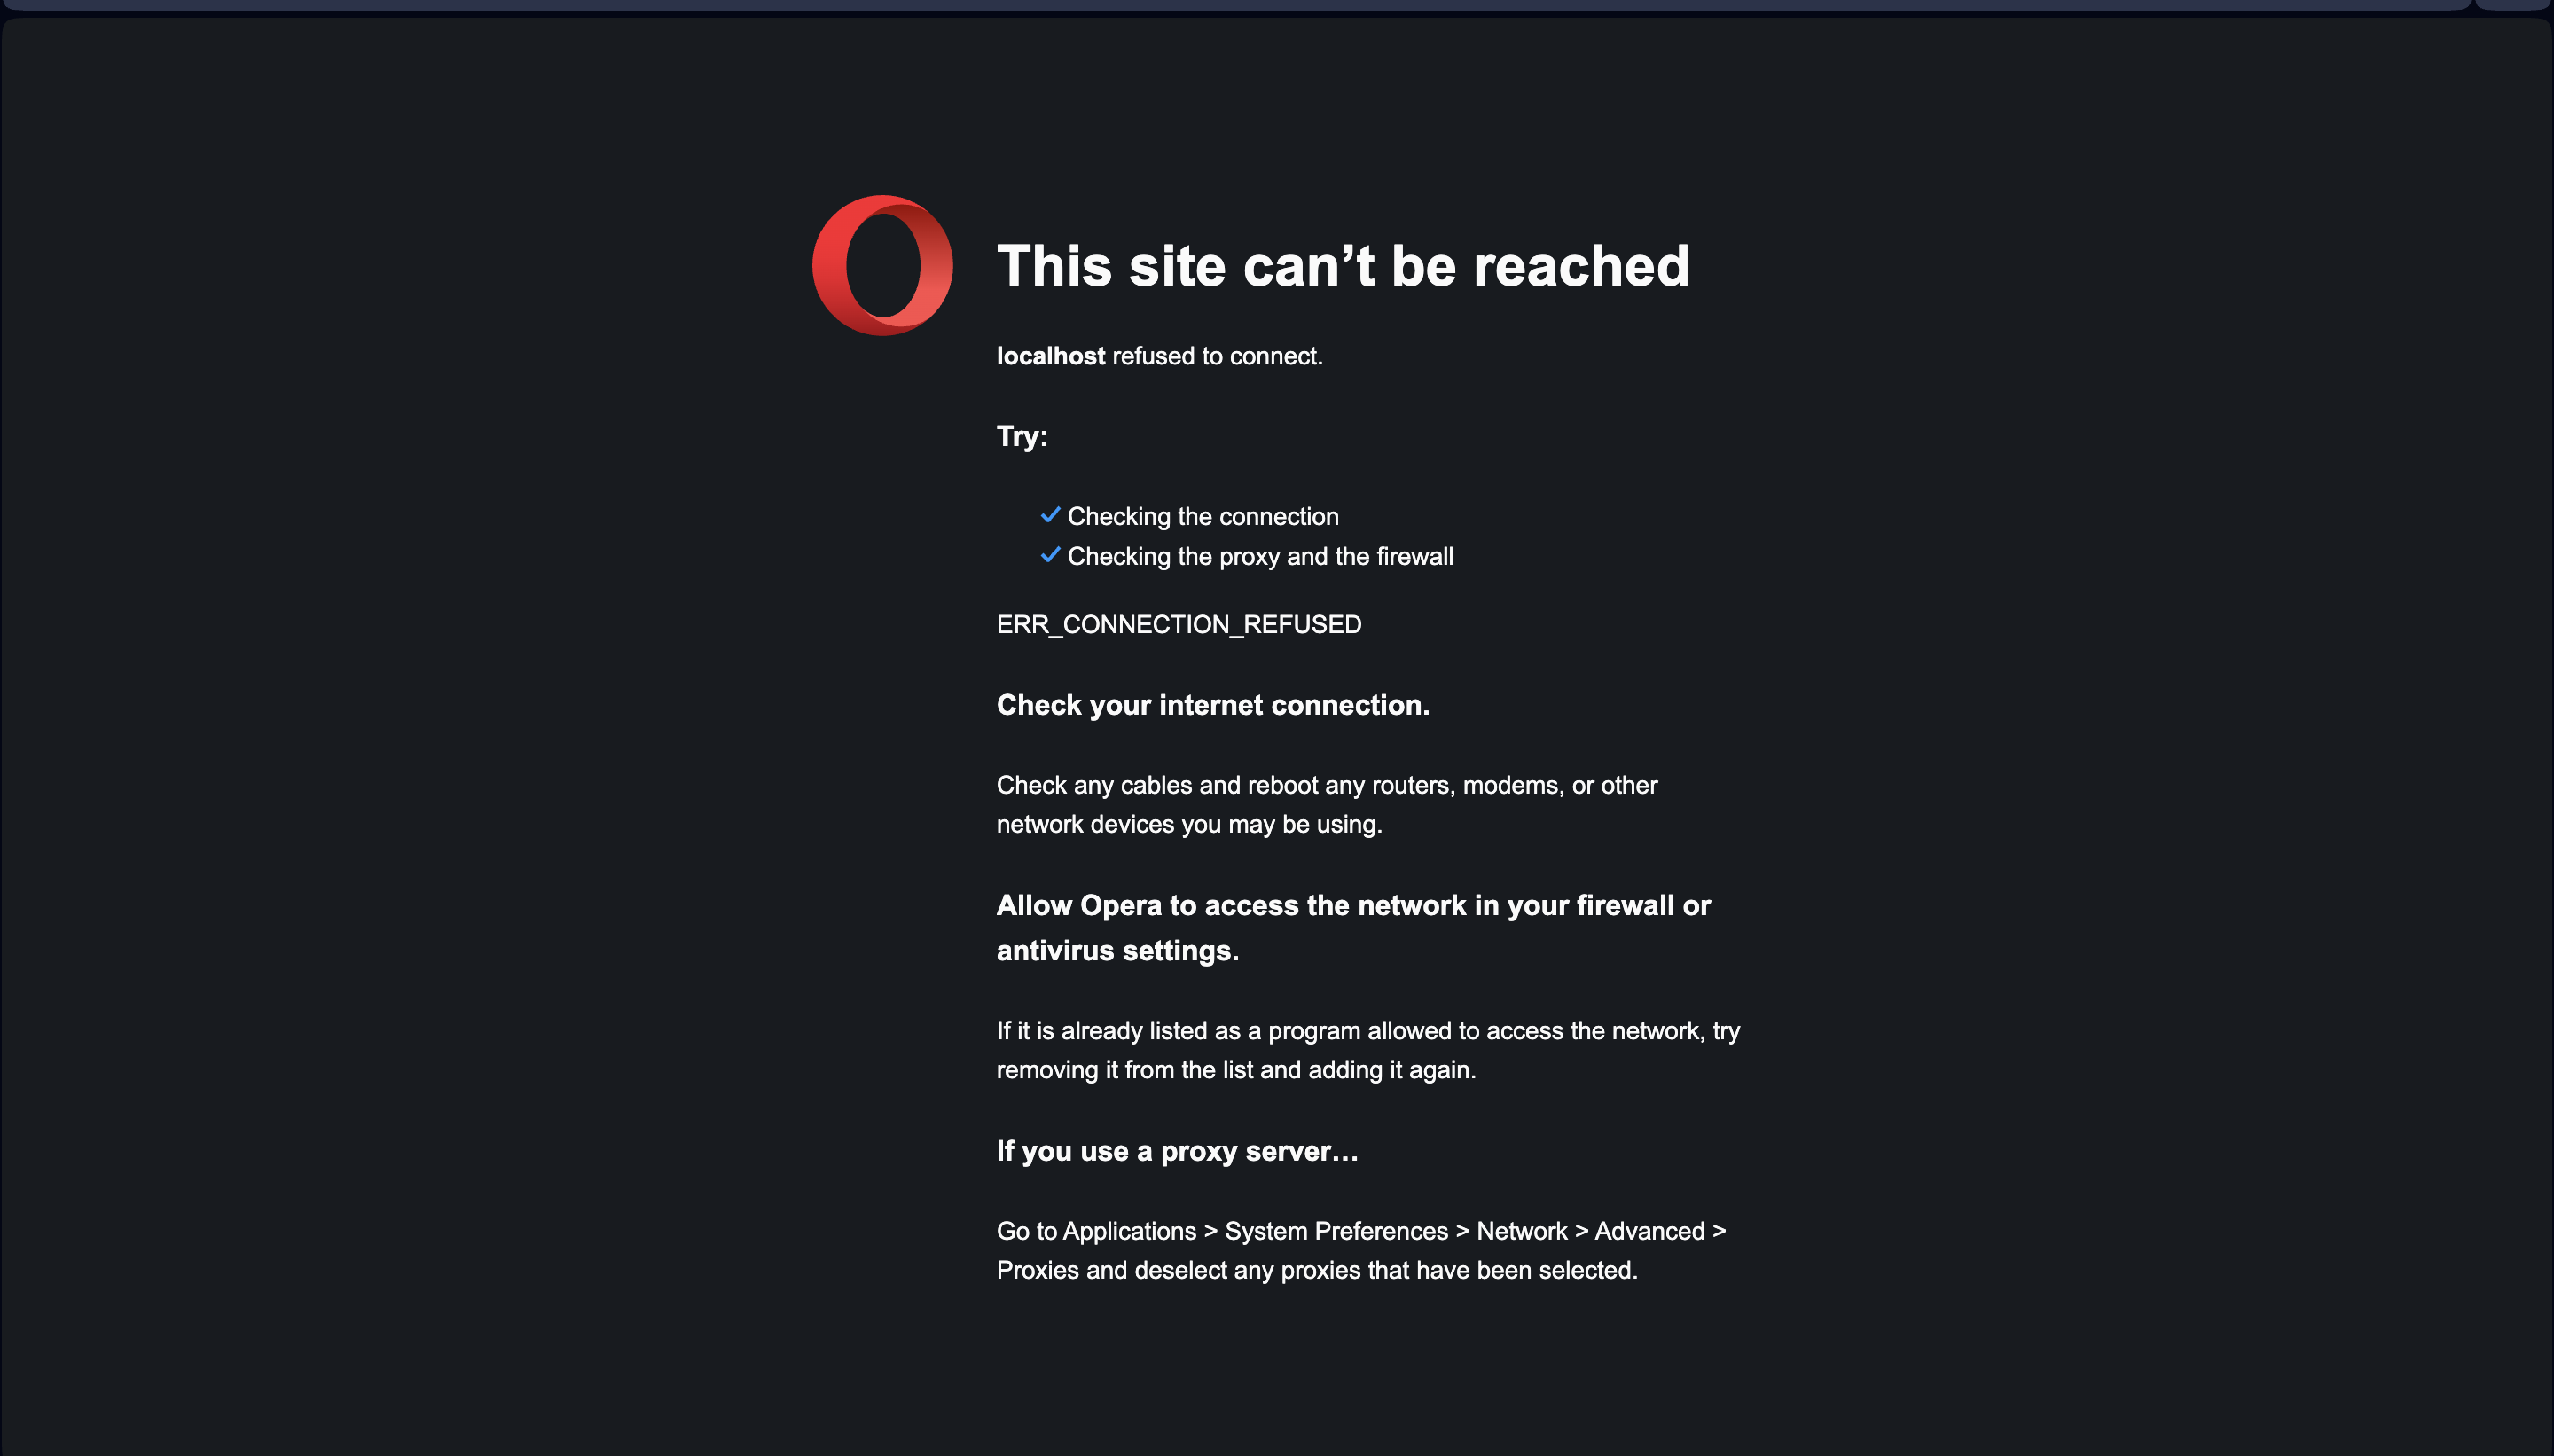 This site can’t be reached
localhost refused to connect.
Try:
Checking the connection
Checking the proxy and the firewall
ERR_CONNECTION_REFUSED
Check your internet connection.
Check any cables and reboot any routers, modems, or other
network devices you may be using.
Allow Opera to access the network in your firewall or
antivirus settings.
If it is already listed as a program allowed to access the network, try
removing it from the list and adding it again.
If you use a proxy server…
Go to Applications > System Preferences > Network > Advanced >
Proxies and deselect any proxies that have been selected.